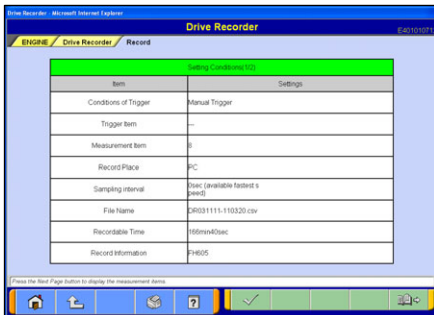 Drive Recorder - Microsoft Internet Explorer
Drive Recorder
E40101071
ENGINE Drive Recorder Record
Setting Conditions(1/2)
Item Settings
Conditions of Trigger Manual Trigger
Trigger Item ---
Measurement Item 8
Record Place PC
Sampling interval 0sec (available fastest s
peed)
File Name DR031111-110320.csv
Recordable Time 166min40sec
Record Information FH605
Press the Next Page button to display the measurement items.
?